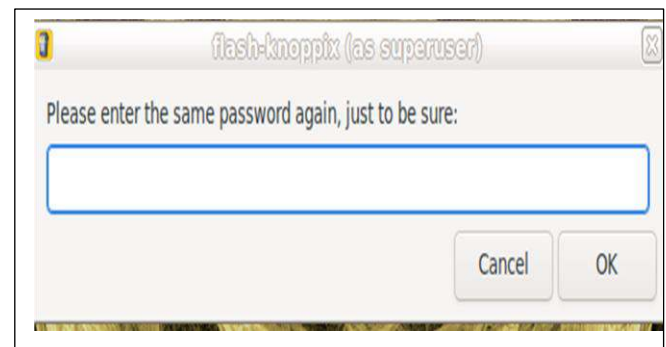 flash-knoppix (as superuser)
Please enter the same password again, just to be sure:
Cancel OK